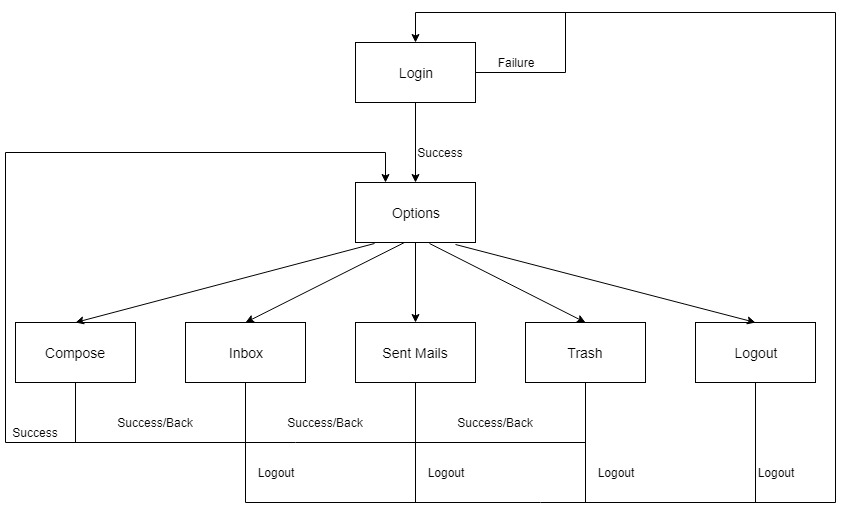 Login
Failure
Success
Options
Compose
Inbox
Sent Mails
Trash
Logout
Success
Success/Back
Success/Back
Success/Back
Logout
Logout
Logout
Logout